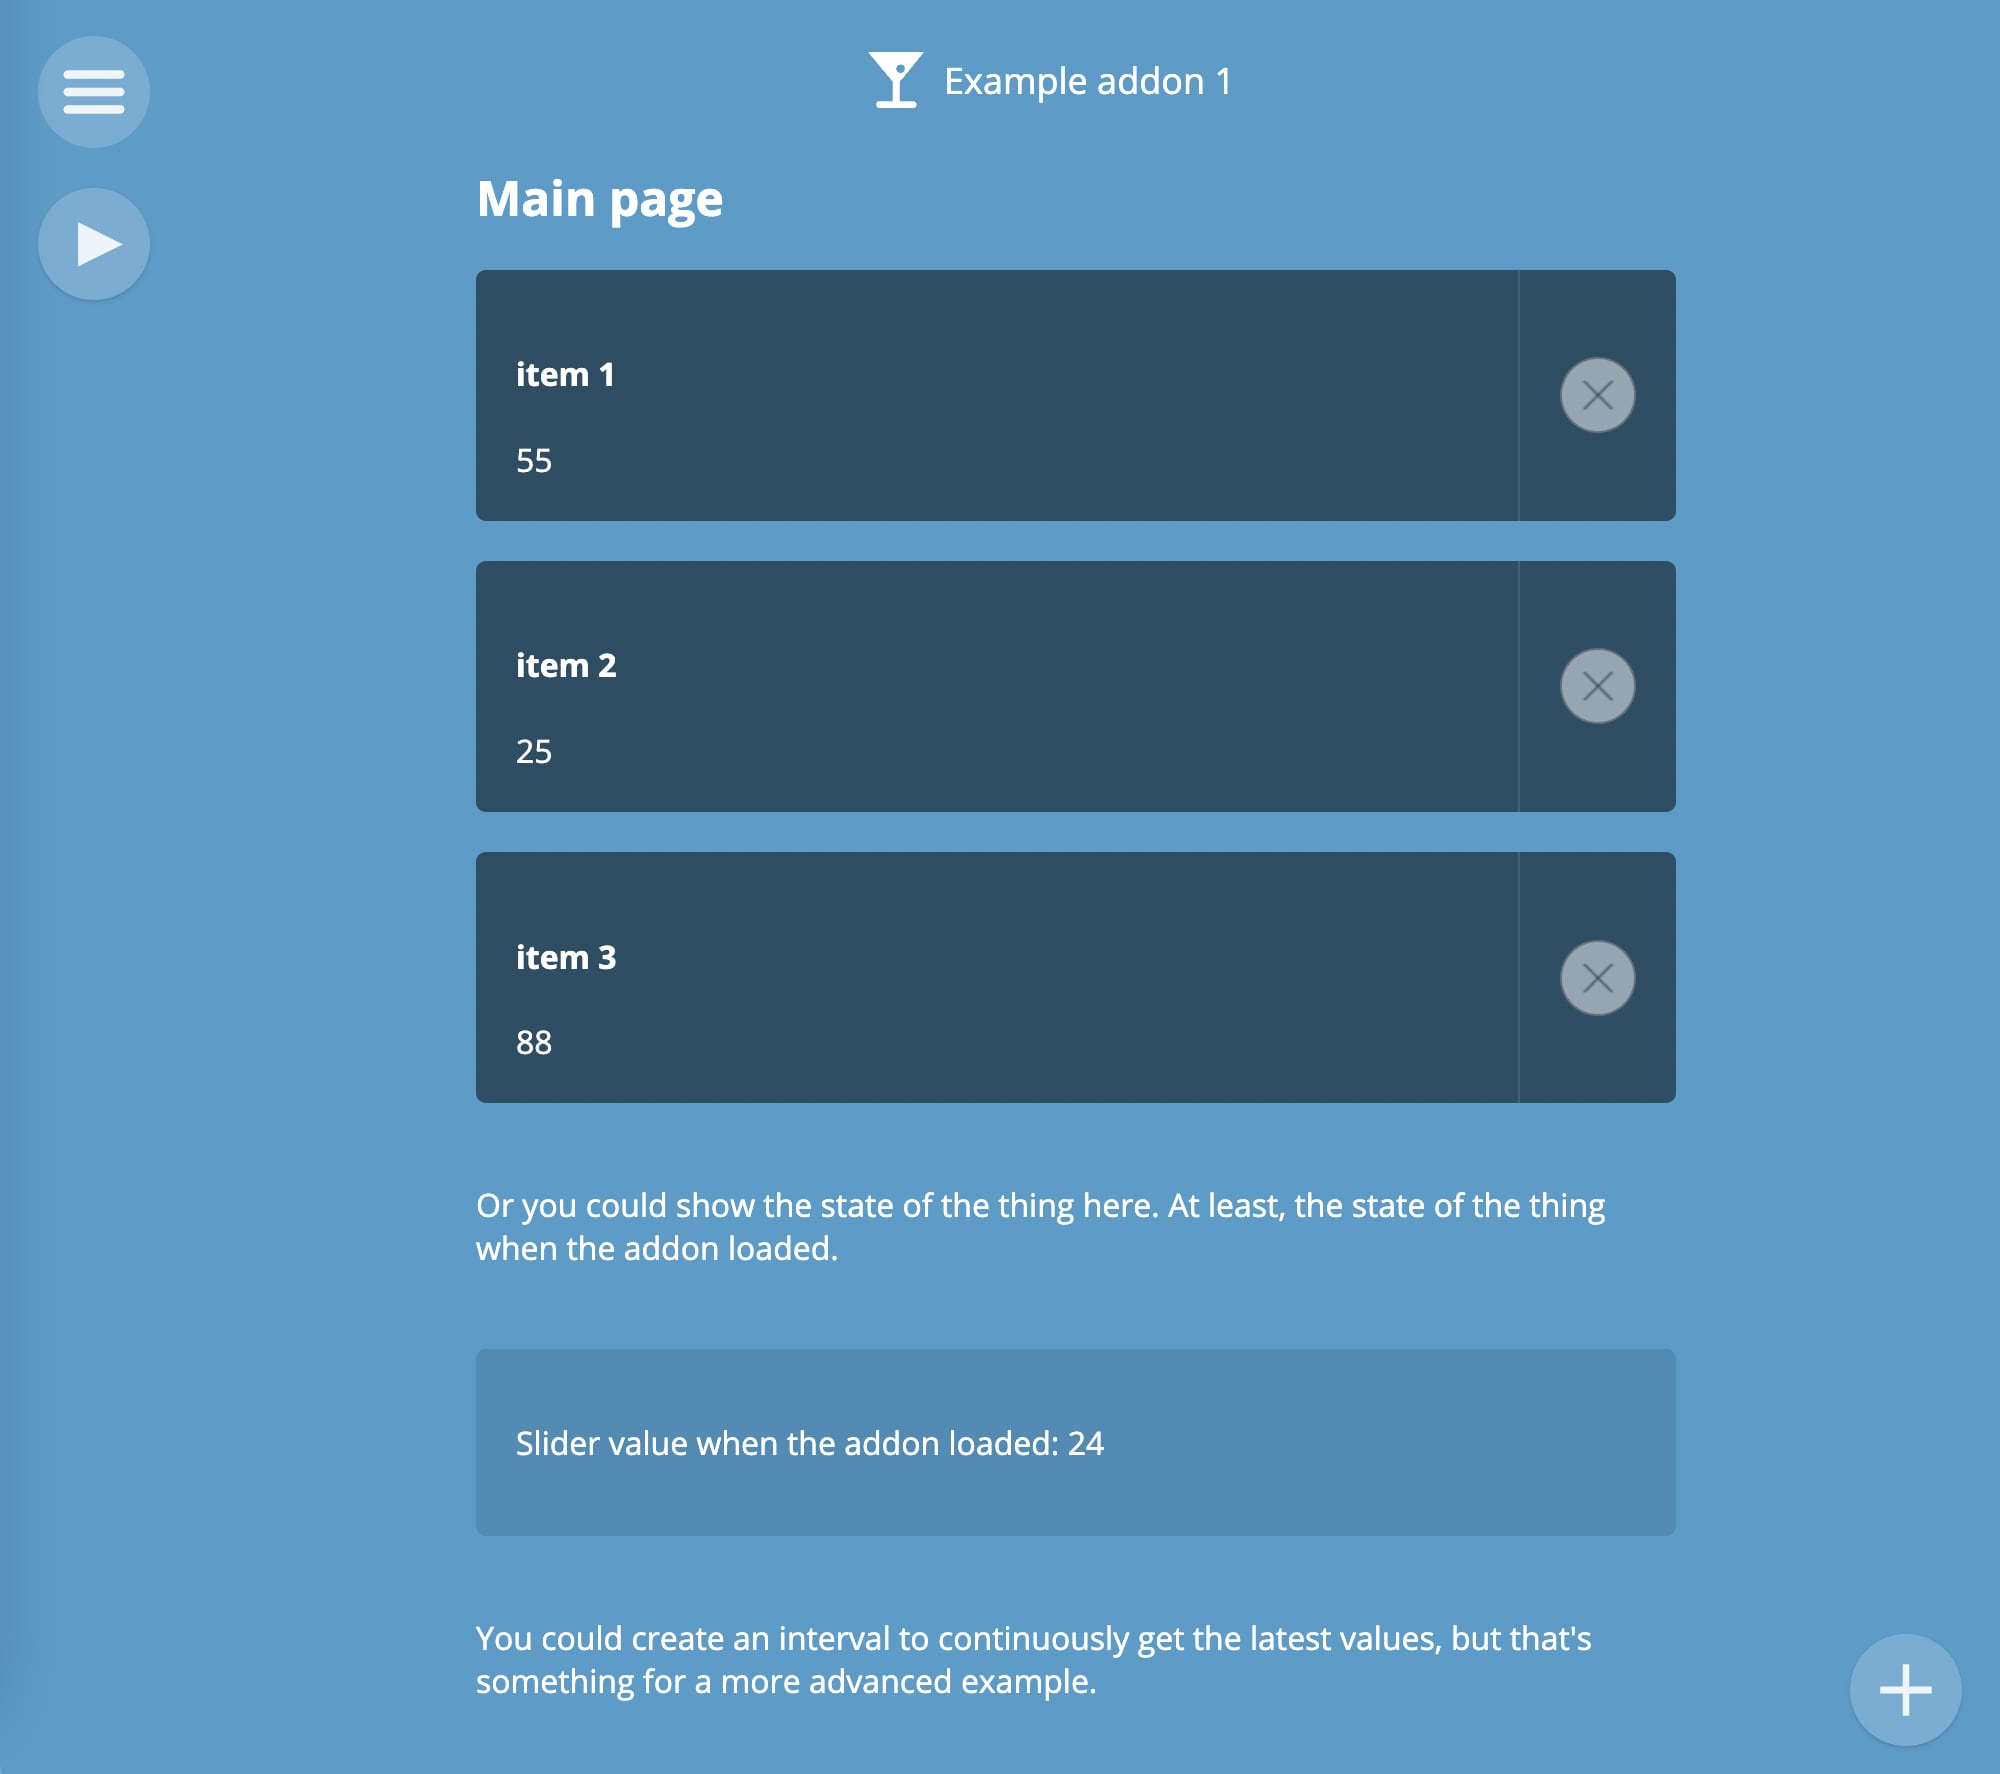 Example addon 1
Main page
item 1
55
item 2
25
item 3
88
Or you could show the state of the thing here. At least, the state of the thing
when the addon loaded.
Slider value when the addon loaded: 24
You could create an interval to continuously get the latest values, but that's
something for a more advanced example.